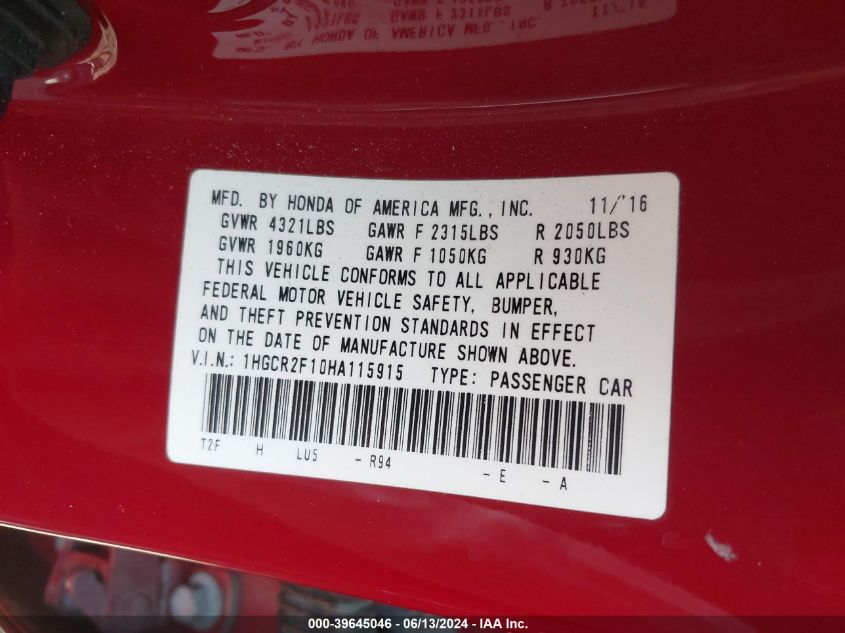 MFD. BY HONDA OF AMERICA MFG., INC. 11/'16
GVWR 4321LBS GAWR F 2315LBS R 2050LBS
GVWR 1960KG GAWR F 1050KG R 930KG
THIS VEHICLE CONFORMS TO ALL APPLICABLE
FEDERAL MOTOR VEHICLE SAFETY, BUMPER,
AND THEFT PREVENTION STANDARDS IN EFFECT
ON THE DATE OF MANUFACTURE SHOWN ABOVE.
V.I.N.: 1HGCR2F10HA115915 TYPE: PASSENGER CAR
T2F H LU5 - R94 - E - A
000-39645046 - 06/13/2024 - IAA Inc.